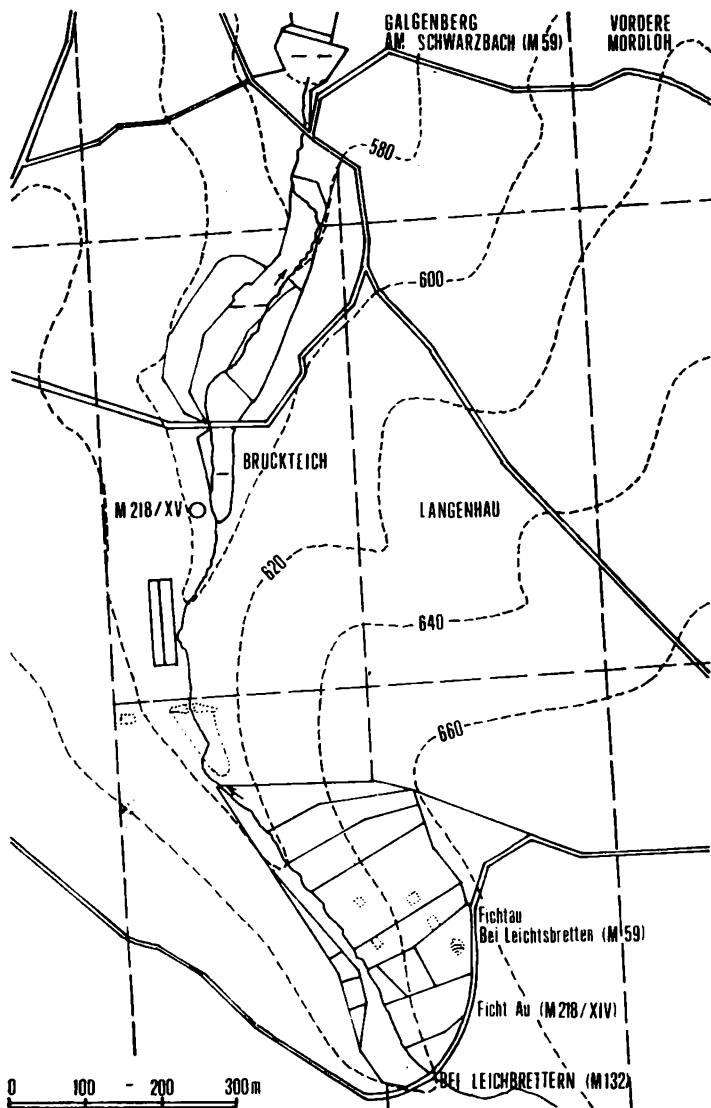 GALGENBERG
AM SCHWARZBACH (M 59)
VORDERE
MORDLOH
580
600
BRUCKTEICH
M 218/XV
LANGENHAU
620
640
660
Fichtau
Bei Leichtsbretter (M 59)
Ficht Au (M 218/XIV)
BEI LEICHBRETTERN (M 132)
0 100 - 200 300 m